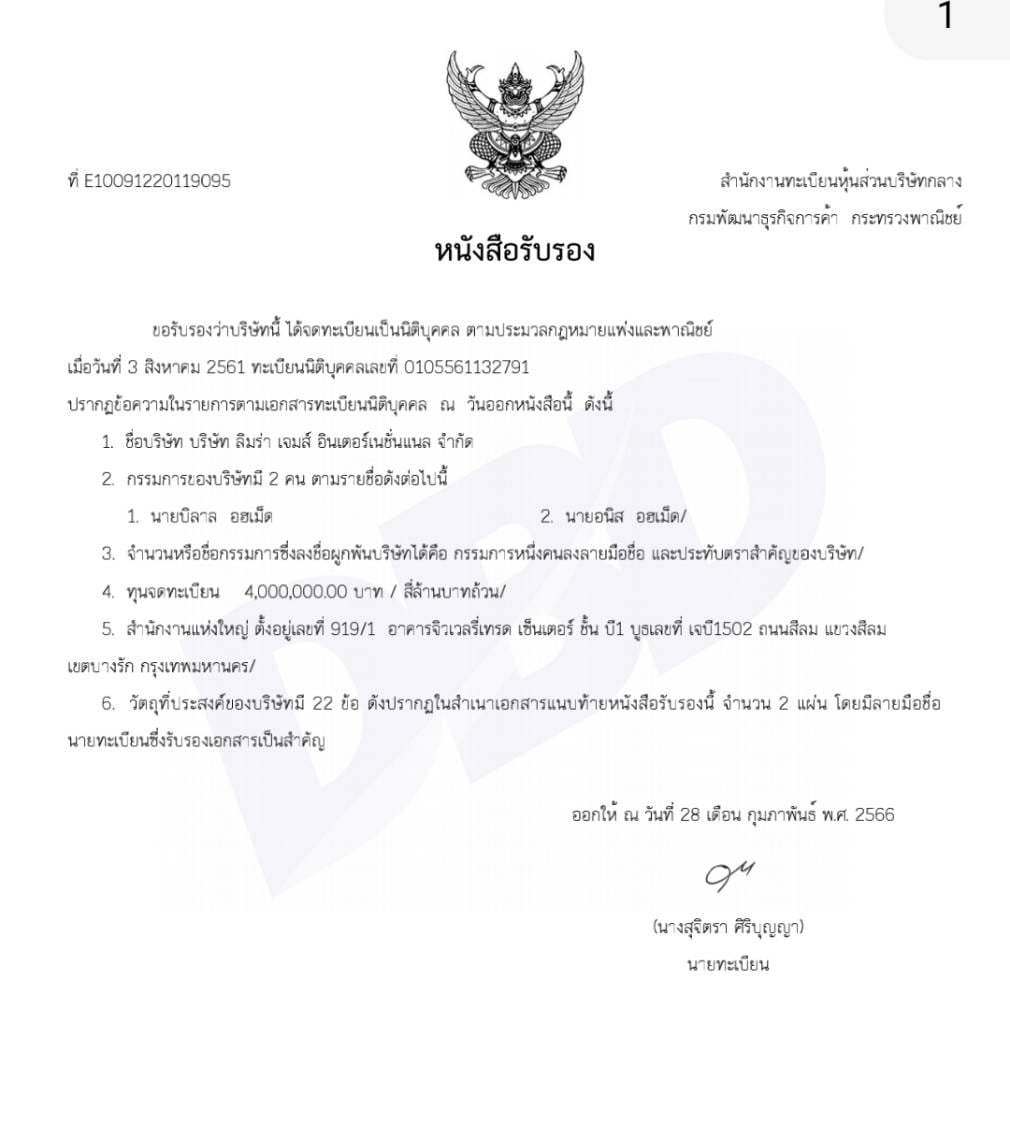 1
ที่ E10091220119095
สำนักงานทะเบียนหุ้นส่วนบริษัทกลาง
กรมพัฒนาธุรกิจการค้า กระทรวงพาณิชย์
หนังสือรับรอง
ขอรับรองว่าบริษัทนี้ ได้จดทะเบียนเป็นนิติบุคคล ตามประมวลกฎหมายแพ่งและพาณิชย์
เมื่อวันที่ 3 สิงหาคม 2561 ทะเบียนนิติบุคคลเลขที่ 0105561132791
ปรากฏข้อความในรายการตามเอกสารทะเบียนนิติบุคคล ณ วันออกหนังสือนี้ ดังนี้
1. ชื่อบริษัท บริษัท ลิมร่า เจมส์ อินเตอร์เนชั่นแนล จำกัด
2. กรรมการของบริษัทมี 2 คน ตามรายชื่อดังต่อไปนี้
1. นายบิลาล อฮเม็ด 2. นายอนิส อฮเม็ด/
3. จำนวนหรือชื่อกรรมการซึ่งลงชื่อผูกพันบริษัทได้คือ กรรมการหนึ่งคนลงลายมือชื่อ และประทับตราสำคัญของบริษัท/
4. ทุนจดทะเบียน 4,000,000.00 บาท / สี่ล้านบาทถ้วน/
5. สำนักงานแห่งใหญ่ ตั้งอยู่เลขที่ 919/1 อาคารจิวเวลรี่เทรด เซ็นเตอร์ ชั้น บี1 บูธเลขที่ เจบี1502 ถนนสีลม แขวงสีลม
เขตบางรัก กรุงเทพมหานคร/
6. วัตถุที่ประสงค์ของบริษัทมี 22 ข้อ ดังปรากฏในสำเนาเอกสารแนบท้ายหนังสือรับรองนี้ จำนวน 2 แผ่น โดยมีลายมือชื่อ
นายทะเบียนซึ่งรับรองเอกสารเป็นสำคัญ
DBD
ออกให้ ณ วันที่ 28 เดือน กุมภาพันธ์ พ.ศ. 2566
(นางสุจิตรา ศิริบุญญา)
นายทะเบียน